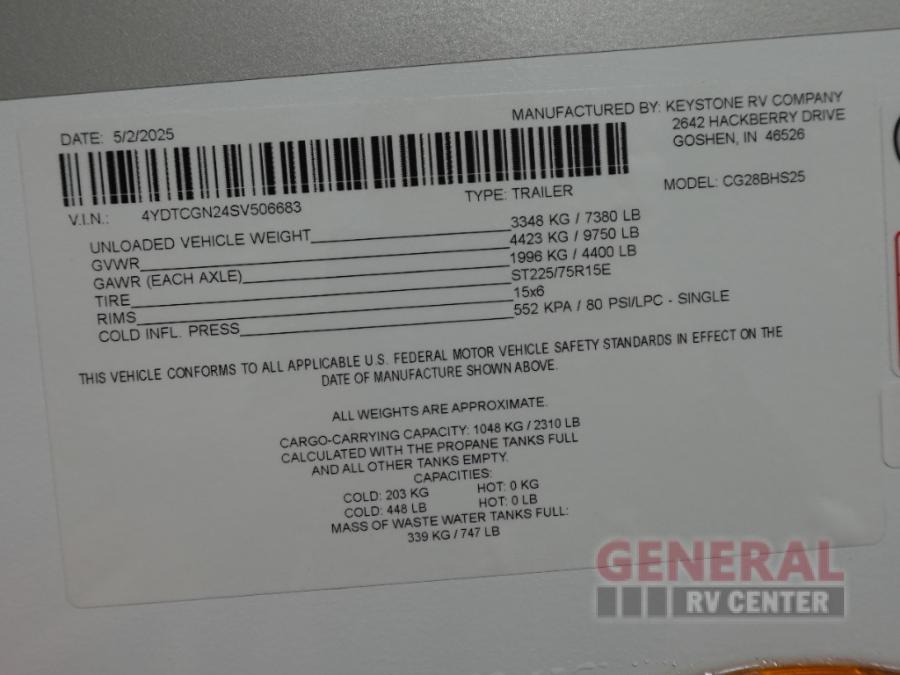 DATE: 5/2/2025
MANUFACTURED BY: KEYSTONE RV COMPANY
2642 HACKBERRY DRIVE
GOSHEN, IN 46526
V.I.N.: 4YDTCGN24SV506683
TYPE: TRAILER
MODEL: CG28BHS25
UNLOADED VEHICLE WEIGHT 3348 KG / 7380 LB
GVWR 4423 KG / 9750 LB
GAWR (EACH AXLE) 1996 KG / 4400 LB
TIRE ST225/75R15E
RIMS 15x6
COLD INFL. PRESS 552 KPA / 80 PSI/LPC - SINGLE
THIS VEHICLE CONFORMS TO ALL APPLICABLE U.S. FEDERAL MOTOR VEHICLE SAFETY STANDARDS IN EFFECT ON THE
DATE OF MANUFACTURE SHOWN ABOVE.
ALL WEIGHTS ARE APPROXIMATE.
CARGO-CARRYING CAPACITY: 1048 KG / 2310 LB
CALCULATED WITH THE PROPANE TANKS FULL
AND ALL OTHER TANKS EMPTY.
CAPACITIES:
COLD: 203 KG HOT: 0 KG
COLD: 448 LB HOT: 0 LB
MASS OF WASTE WATER TANKS FULL:
339 KG / 747 LB
GENERAL
RV CENTER